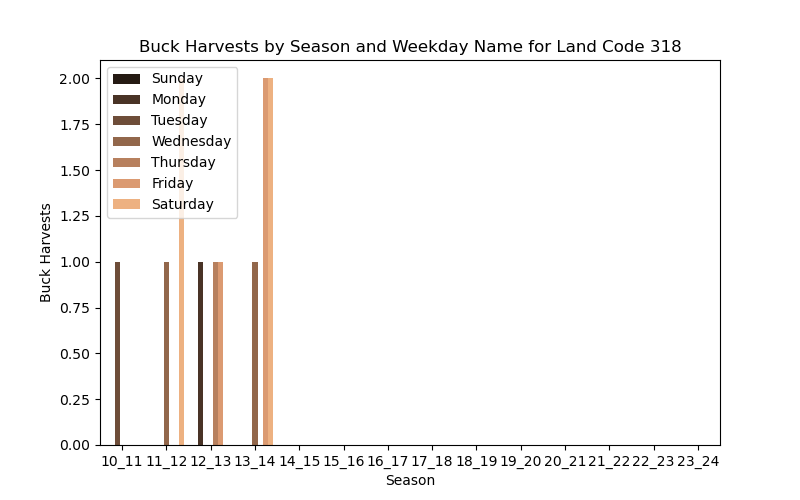 Buck Harvests by Season and Weekday Name for Land Code 318
Buck Harvests
2.00
1.75
1.50
1.25
1.00
0.75
0.50
0.25
0.00
Sunday
Monday
Tuesday
Wednesday
Thursday
Friday
Saturday
10_11 11_12 12_13 13_14 14_15 15_16 16_17 17_18 18_19 19_20 20_21 21_22 22_23 23_24
Season